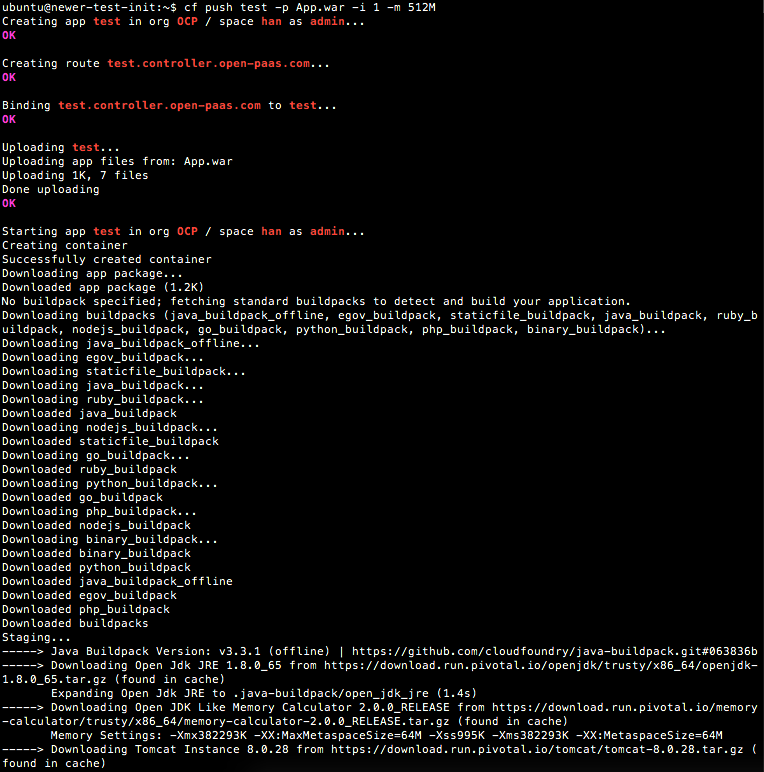 ubuntu@newer-test-init:~$ cf push test -p App.war -i 1 -m 512M
Creating app test in org OCP / space han as admin...
OK
Creating route test.controller.open-paas.com...
OK
Binding test.controller.open-paas.com to test...
OK
Uploading test...
Uploading app files from: App.war
Uploading 1K, 7 files
Done uploading
OK
Starting app test in org OCP / space han as admin...
Creating container
Successfully created container
Downloading app package...
Downloaded app package (1.2K)
No buildpack specified; fetching standard buildpacks to detect and build your application.
Downloading buildpacks (java_buildpack_offline, egov_buildpack, staticfile_buildpack, java_buildpack, ruby_b
uildpack, nodejs_buildpack, go_buildpack, python_buildpack, php_buildpack, binary_buildpack)...
Downloading java_buildpack_offline...
Downloading egov_buildpack...
Downloading staticfile_buildpack...
Downloading java_buildpack...
Downloading ruby_buildpack...
Downloaded java_buildpack
Downloading nodejs_buildpack...
Downloaded staticfile_buildpack
Downloading go_buildpack...
Downloaded ruby_buildpack
Downloading python_buildpack...
Downloaded go_buildpack
Downloading php_buildpack...
Downloaded nodejs_buildpack
Downloading binary_buildpack...
Downloaded binary_buildpack
Downloaded python_buildpack
Downloaded java_buildpack_offline
Downloaded egov_buildpack
Downloaded php_buildpack
Downloaded buildpacks
Staging...
-----> Java Buildpack Version: v3.3.1 (offline) | https://github.com/cloudfoundry/java-buildpack.git#063836b
-----> Downloading Open Jdk JRE 1.8.0_65 from https://download.run.pivotal.io/openjdk/trusty/x86_64/openjdk-
1.8.0_65.tar.gz (found in cache)
Expanding Open Jdk JRE to .java-buildpack/open_jdk_jre (1.4s)
-----> Downloading Open JDK Like Memory Calculator 2.0.0_RELEASE from https://download.run.pivotal.io/memory
-calculator/trusty/x86_64/memory-calculator-2.0.0_RELEASE.tar.gz (found in cache)
Memory Settings: -Xmx382293K -XX:MaxMetaspaceSize=64M -Xss995K -Xms382293K -XX:MetaspaceSize=64M
-----> Downloading Tomcat Instance 8.0.28 from https://download.run.pivotal.io/tomcat/tomcat-8.0.28.tar.gz (
found in cache)